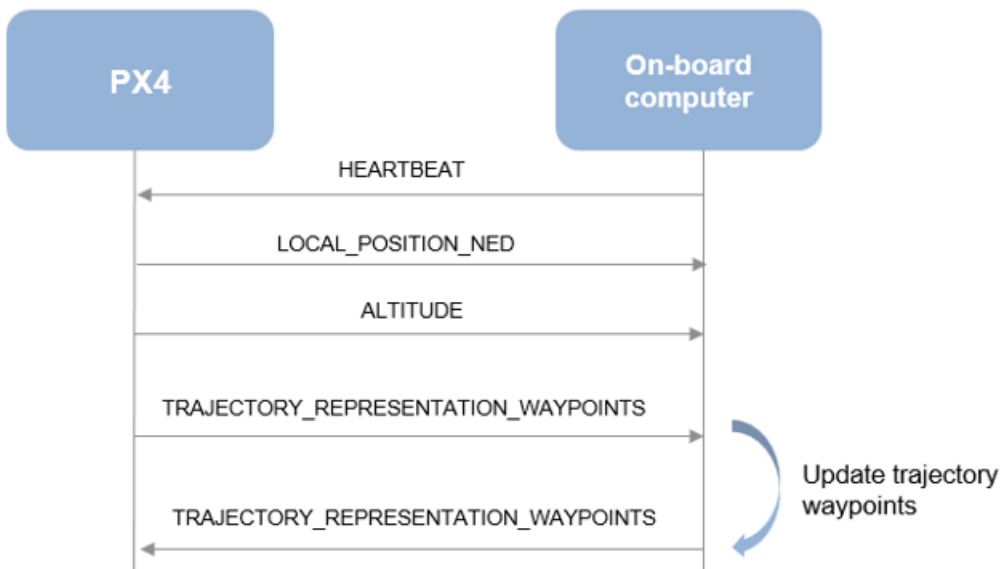 PX4
On-board
computer
HEARTBEAT
LOCAL_POSITION_NED
ALTITUDE
TRAJECTORY_REPRESENTATION_WAYPOINTS
Update trajectory
waypoints
TRAJECTORY_REPRESENTATION_WAYPOINTS